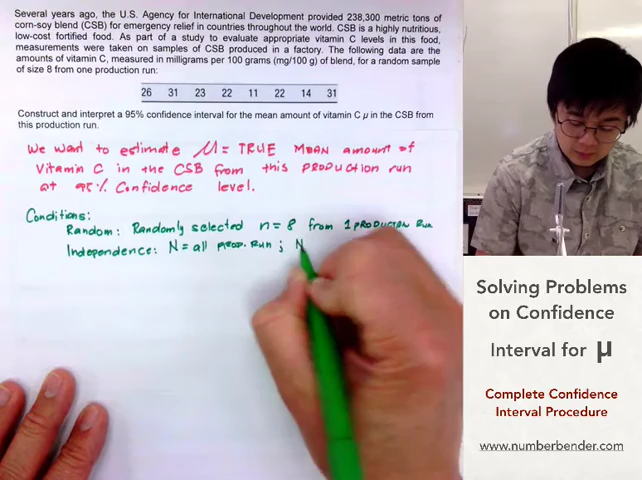 Several years ago, the U.S. Agency for International Development provided 238,300 metric tons of
corn-soy blend (CSB) for emergency relief in countries throughout the world. CSB is a highly nutritious,
low-cost fortified food. As part of a study to evaluate appropriate vitamin C levels in this food,
measurements were taken on samples of CSB produced in a factory. The following data are the
amounts of vitamin C, measured in milligrams per 100 grams (mg/100 g) of blend, for a random sample
of size 8 from one production run:
26 31 23 22 11 22 14 31
Construct and interpret a 95% confidence interval for the mean amount of vitamin C μ in the CSB from
this production run.
We want to estimate μ = TRUE MEAN amount of
Vitamin C in the CSB from this PRODUCTION run
at 95% Confidence level.
Conditions:
Random: Randomly selected n = 8 from 1 PRODUCTION RUN
Independence: N = all PROD. RUN ; N
Solving Problems
on Confidence
Interval for μ
Complete Confidence
Interval Procedure
www.numberbender.com